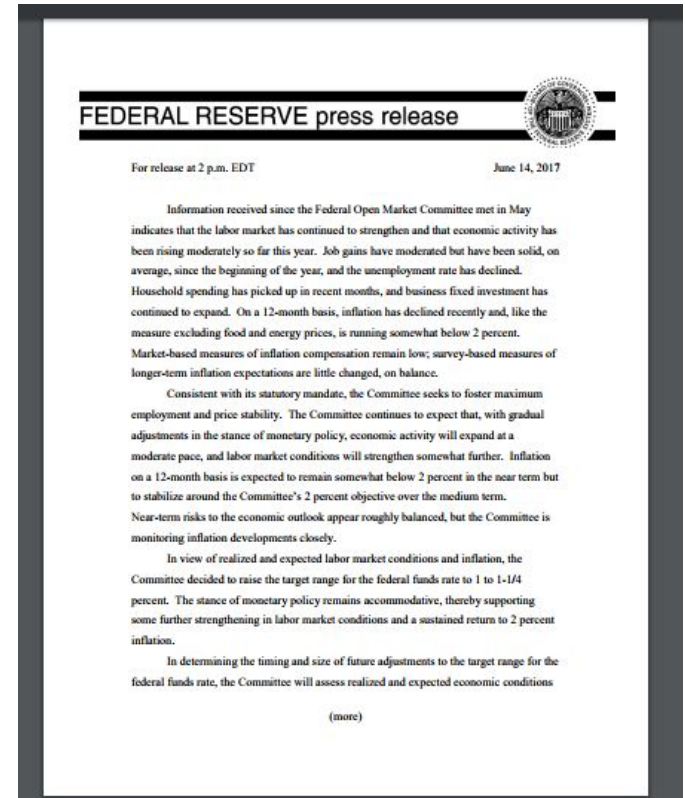 FEDERAL RESERVE press release
For release at 2 p.m. EDT June 14, 2017
Information received since the Federal Open Market Committee met in May
indicates that the labor market has continued to strengthen and that economic activity has
been rising moderately so far this year. Job gains have moderated but have been solid, on
average, since the beginning of the year, and the unemployment rate has declined.
Household spending has picked up in recent months, and business fixed investment has
continued to expand. On a 12-month basis, inflation has declined recently and, like the
measure excluding food and energy prices, is running somewhat below 2 percent.
Market-based measures of inflation compensation remain low; survey-based measures of
longer-term inflation expectations are little changed, on balance.
Consistent with its statutory mandate, the Committee seeks to foster maximum
employment and price stability. The Committee continues to expect that, with gradual
adjustments in the stance of monetary policy, economic activity will expand at a
moderate pace, and labor market conditions will strengthen somewhat further. Inflation
on a 12-month basis is expected to remain somewhat below 2 percent in the near term but
to stabilize around the Committee's 2 percent objective over the medium term.
Near-term risks to the economic outlook appear roughly balanced, but the Committee is
monitoring inflation developments closely.
In view of realized and expected labor market conditions and inflation, the
Committee decided to raise the target range for the federal funds rate to 1 to 1-1/4
percent. The stance of monetary policy remains accommodative, thereby supporting
some further strengthening in labor market conditions and a sustained return to 2 percent
inflation.
In determining the timing and size of future adjustments to the target range for the
federal funds rate, the Committee will assess realized and expected economic conditions
(more)